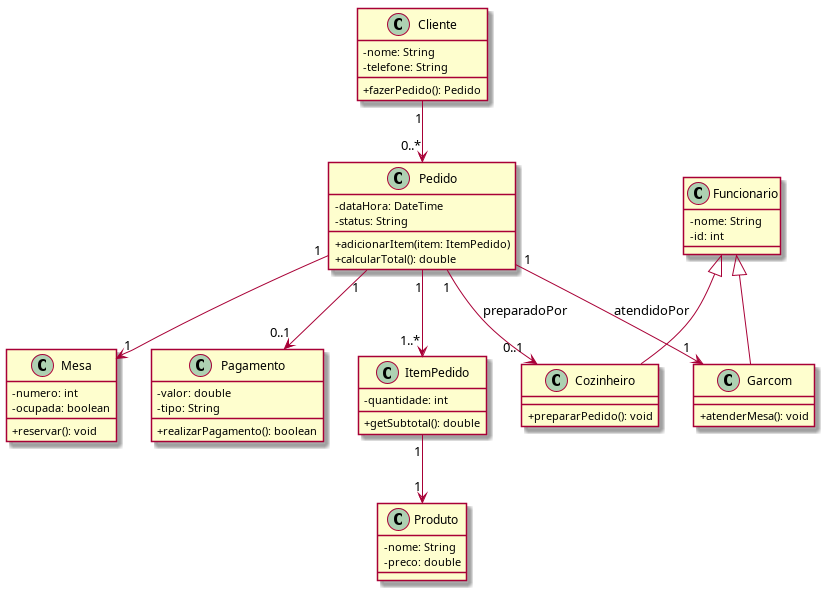 C Cliente
-nome: String
-telefone: String
+fazerPedido(): Pedido
1
0..*
C Pedido
-dataHora: DateTime
-status: String
+adicionarItem(item: ItemPedido)
+calcularTotal(): double
C Funcionario
-nome: String
-id: int
1
1
1
1
1
preparadoPor
atendidoPor
1
0..1
1..*
0..1
1
C Mesa
-numero: int
-ocupada: boolean
+reservar(): void
C Pagamento
-valor: double
-tipo: String
+realizarPagamento(): boolean
C ItemPedido
-quantidade: int
+getSubtotal(): double
C Cozinheiro
+prepararPedido(): void
C Garcom
+atenderMesa(): void
1
1
C Produto
-nome: String
-preco: double